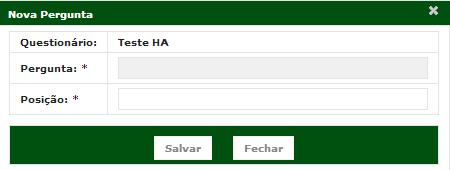 Nova Pergunta
Questionário: Teste HA
Pergunta: *
Posição: *
Salvar Fechar